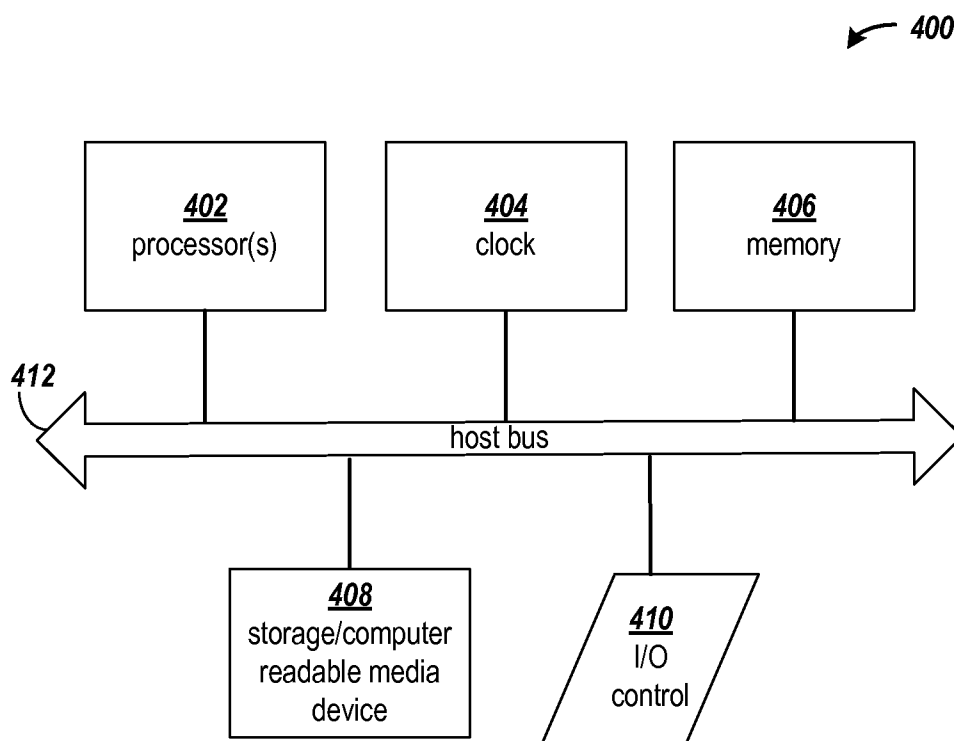 400
402
processor(s)
404
clock
406
memory
412
host bus
408
storage/computer
readable media
device
410
I/O
control